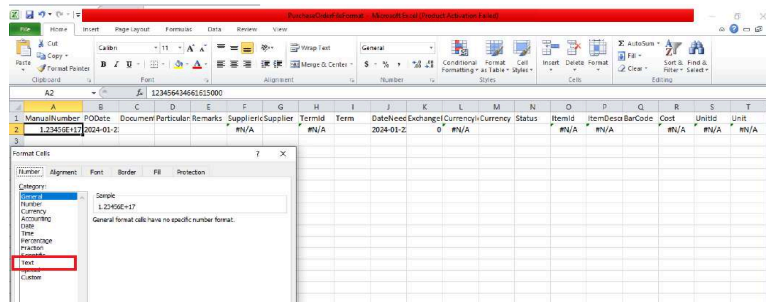 PurchaseOrderFileFormat - Microsoft Excel (Product Activation Failed)
File Home Insert Page Layout Formulas Data Review View
Cut Calibri 11 Wrap Text General Σ AutoSum
Copy Fill
Paste Format Painter B I U Merge & Center $ % , Conditional Format Cell Insert Delete Format Clear Sort & Find &
Formatting as Table Styles Filter Select
Clipboard Font Alignment Number Styles Cells Editing
A2 fx 123456434661615000
A B C D E F G H I J K L M N O P Q R S T
1 ManualNumber PODate Document Particular Remarks SupplierId Supplier TermId Term DateNeed Exchange Currency Currency Status ItemId ItemDesc BarCode Cost UnitId Unit
2 1.23456E+17 2024-01-2 #N/A #N/A 2024-01-2 0 #N/A #N/A #N/A #N/A #N/A #N/A
3
Format Cells ? X
Number Alignment Font Border Fill Protection
Category:
General Sample
Number 1.23456E+17
Currency
Accounting General format cells have no specific number format.
Date
Time
Percentage
Fraction
Scientific
Text
Special
Custom